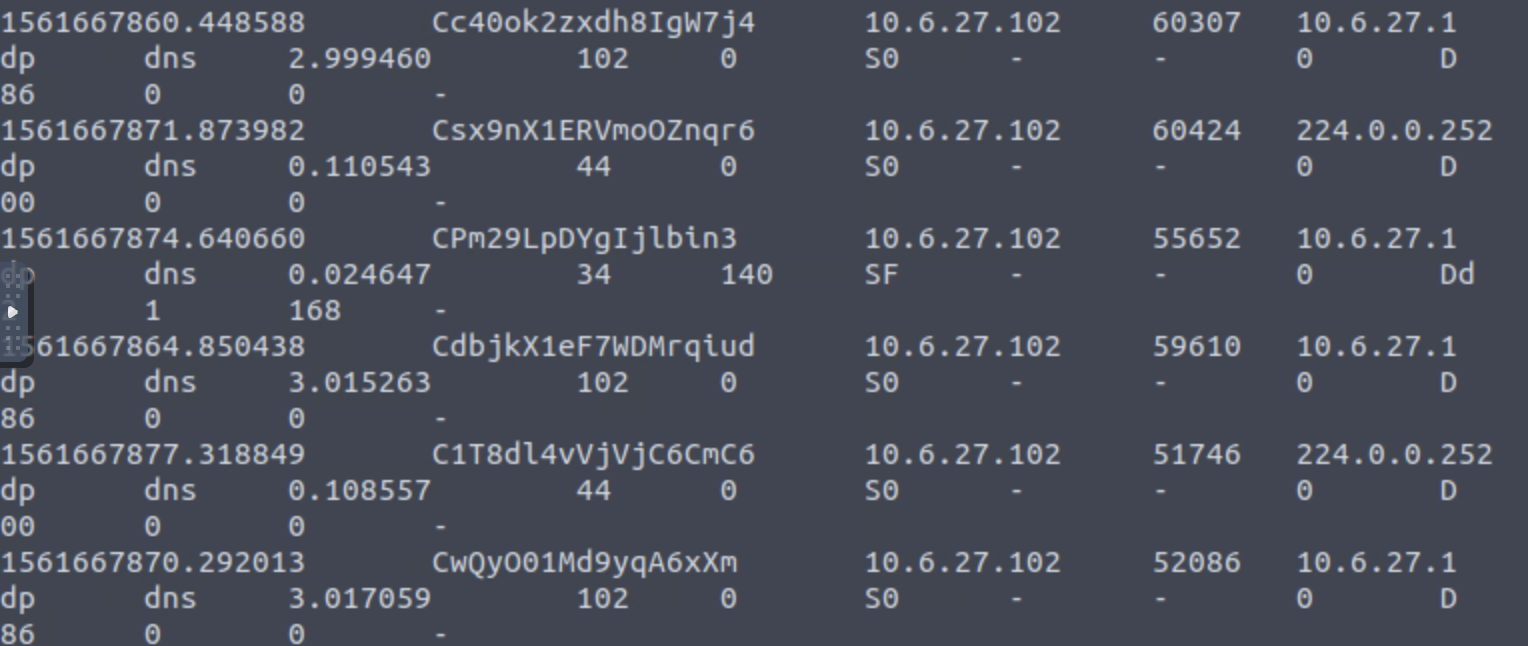 1561667860.448588 Cc40ok2zxdh8IgW7j4 10.6.27.102 60307 10.6.27.1
dp dns 2.999460 102 0 S0 - - 0 D
86 0 0 -
1561667871.873982 Csx9nX1ERVmoOZnqr6 10.6.27.102 60424 224.0.0.252
dp dns 0.110543 44 0 S0 - - 0 D
00 0 0 -
1561667874.640660 CPm29LpDYgIjlbin3 10.6.27.102 55652 10.6.27.1
dp dns 0.024647 34 140 SF - - 0 Dd
1 168 -
1561667864.850438 CdbjkX1eF7WDMrqiud 10.6.27.102 59610 10.6.27.1
dp dns 3.015263 102 0 S0 - - 0 D
86 0 0 -
1561667877.318849 C1T8dl4vVjVjC6CmC6 10.6.27.102 51746 224.0.0.252
dp dns 0.108557 44 0 S0 - - 0 D
00 0 0 -
1561667870.292013 CwQyO01Md9yqA6xXm 10.6.27.102 52086 10.6.27.1
dp dns 3.017059 102 0 S0 - - 0 D
86 0 0 -